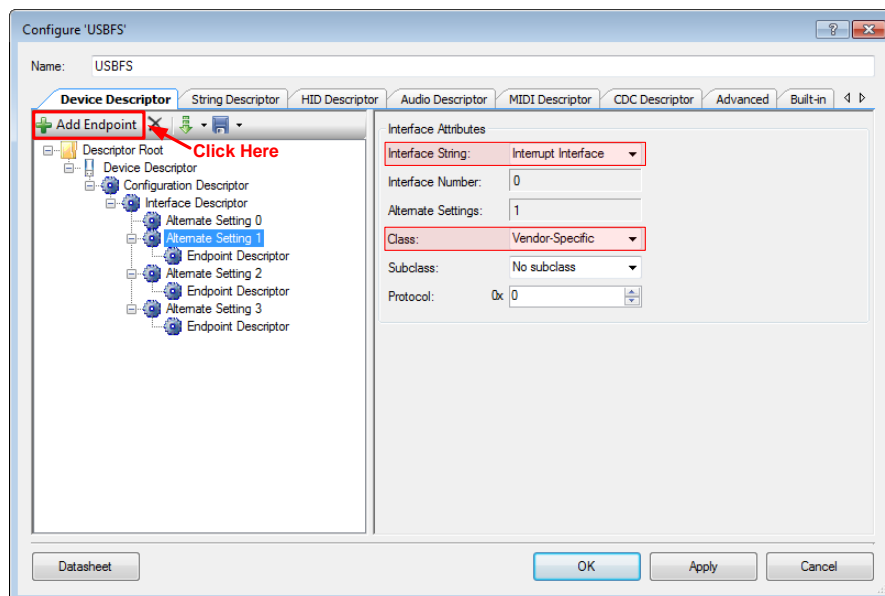 Configure 'USBFS'
Name: USBFS
Device Descriptor String Descriptor HID Descriptor Audio Descriptor MIDI Descriptor CDC Descriptor Advanced Built-in
Add Endpoint
Click Here
Descriptor Root
Device Descriptor
Configuration Descriptor
Interface Descriptor
Alternate Setting 0
Alternate Setting 1
Endpoint Descriptor
Alternate Setting 2
Endpoint Descriptor
Alternate Setting 3
Endpoint Descriptor
Interface Attributes
Interface String: Interrupt Interface
Interface Number: 0
Alternate Settings: 1
Class: Vendor-Specific
Subclass: No subclass
Protocol: 0x 0
Datasheet OK Apply Cancel